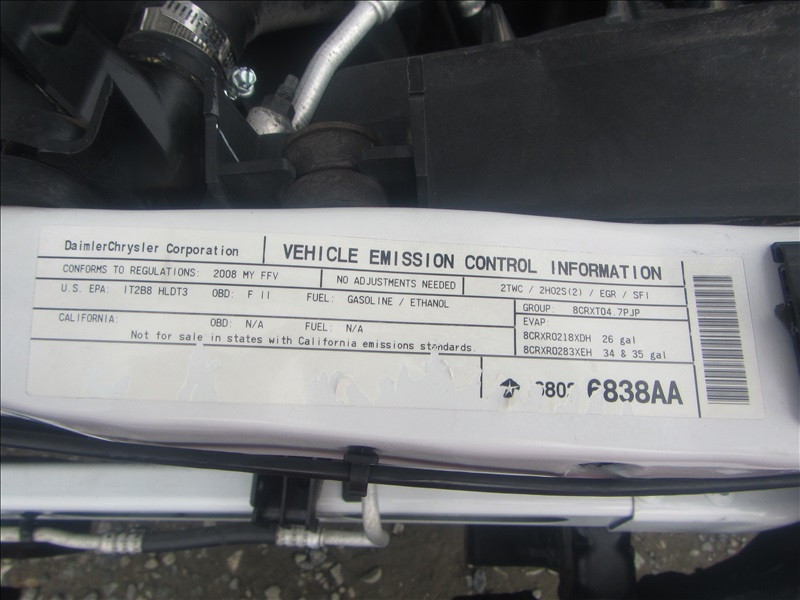 DaimlerChrysler Corporation
VEHICLE EMISSION CONTROL INFORMATION
CONFORMS TO REGULATIONS: 2008 MY FFV
NO ADJUSTMENTS NEEDED
2TWC / 2HO2S(2) / EGR / SFI
U.S. EPA: 1T2B8 HLDT3 OBD: F II FUEL: GASOLINE / ETHANOL
GROUP: 8CRXT04.7PJP
EVAP:
8CRXR0218XDH 26 gal
8CRXR0283XEH 34 & 35 gal
CALIFORNIA: OBD: N/A FUEL: N/A
Not for sale in states with California emissions standards
6838AA